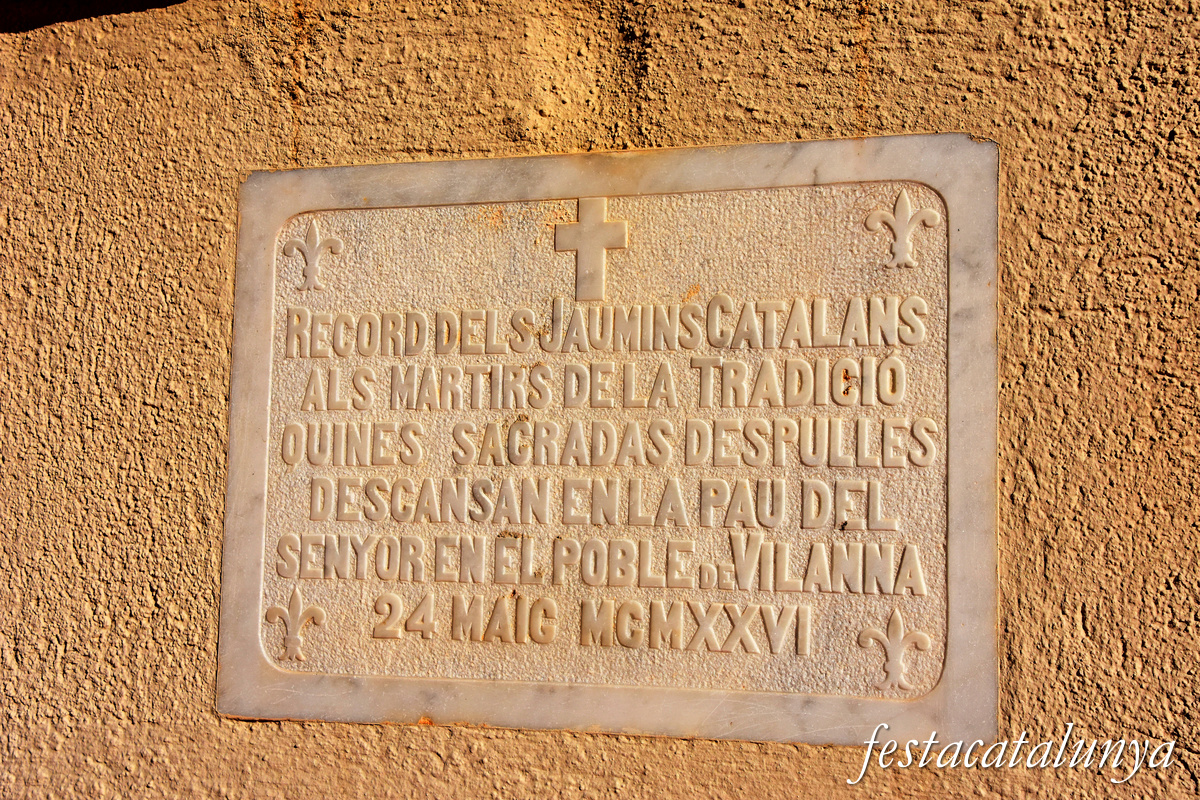 RECORD DELS JAUMINS CATALANS
ALS MARTIRS DE LA TRADICIÓ
QUINES SAGRADAS DESPULLES
DESCANSAN EN LA PAU DEL
SENYOR EN EL POBLE DE VILANNA
24 MAIG MCMXXVI
festacatalunya